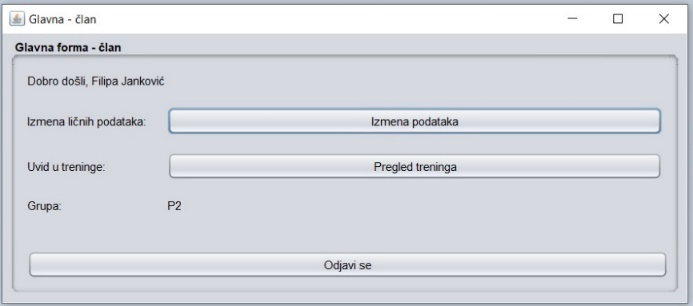 Glavna - član
Glavna forma - član
Dobro došli, Filipa Janković
Izmena ličnih podataka: Izmena podataka
Uvid u treninge: Pregled treninga
Grupa: P2
Odjavi se